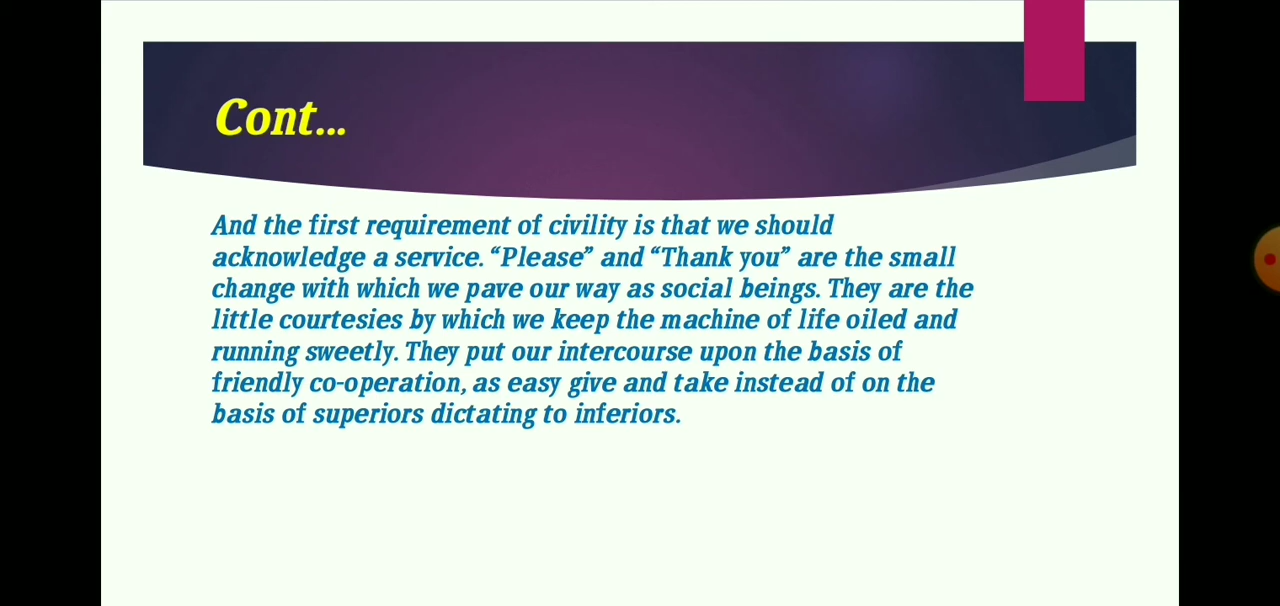 Cont...
And the first requirement of civility is that we should
acknowledge a service. “Please” and “Thank you” are the small
change with which we pave our way as social beings. They are the
little courtesies by which we keep the machine of life oiled and
running sweetly. They put our intercourse upon the basis of
friendly co-operation, as easy give and take instead of on the
basis of superiors dictating to inferiors.